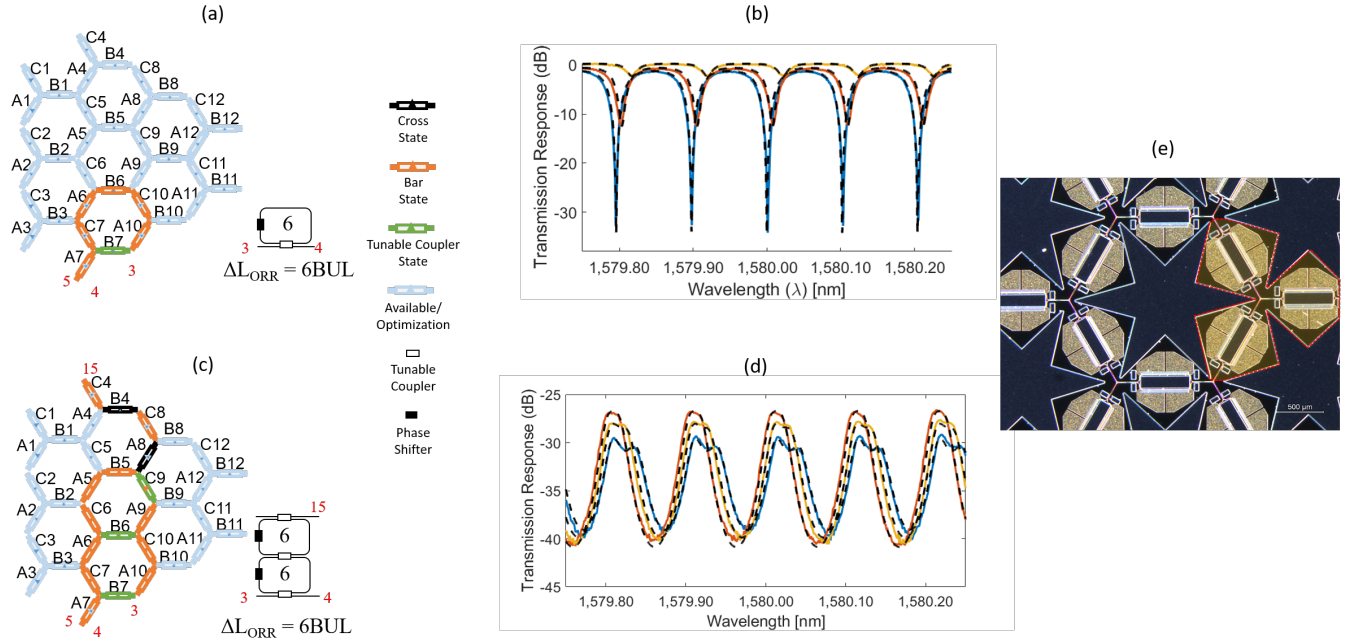 (a)
C4
B4
C1
A4
C8
B1
B8
A1
C5
A8
C12
B5
B12
C2
A5
C9
A12
B2
B9
A2
C6
A9
C11
B6
B11
C3
A6
C10
A11
B3
B10
A3
C7
A10
A7
B7
5
4
3
6
3
4
ΔL_ORR = 6BUL
Cross
State
Bar
State
Tunable Coupler
State
Available/
Optimization
Tunable
Coupler
Phase
Shifter
(b)
Transmission Response (dB)
0
-10
-20
-30
1,579.80
1,579.90
1,580.00
1,580.10
1,580.20
Wavelength (λ) [nm]
(c)
15
C4
B4
C1
A4
C8
B1
B8
A1
C5
A8
C12
B5
B12
C2
A5
C9
A12
B2
B9
A2
C6
A9
C11
B6
B11
C3
A6
C10
A11
B3
B10
A3
C7
A10
A7
B7
5
4
3
15
6
6
3
4
ΔL_ORR = 6BUL
(d)
Transmission Response (dB)
-25
-30
-35
-40
-45
1,579.80
1,579.90
1,580.00
1,580.10
1,580.20
Wavelength [nm]
(e)
500 µm